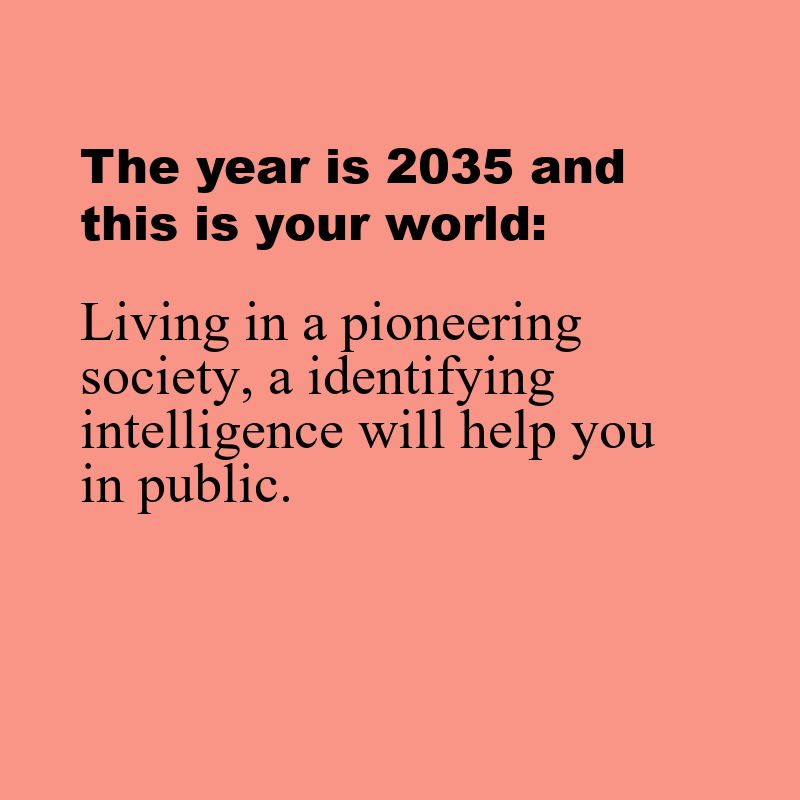 The year is 2035 and
this is your world:
Living in a pioneering
society, a identifying
intelligence will help you
in public.